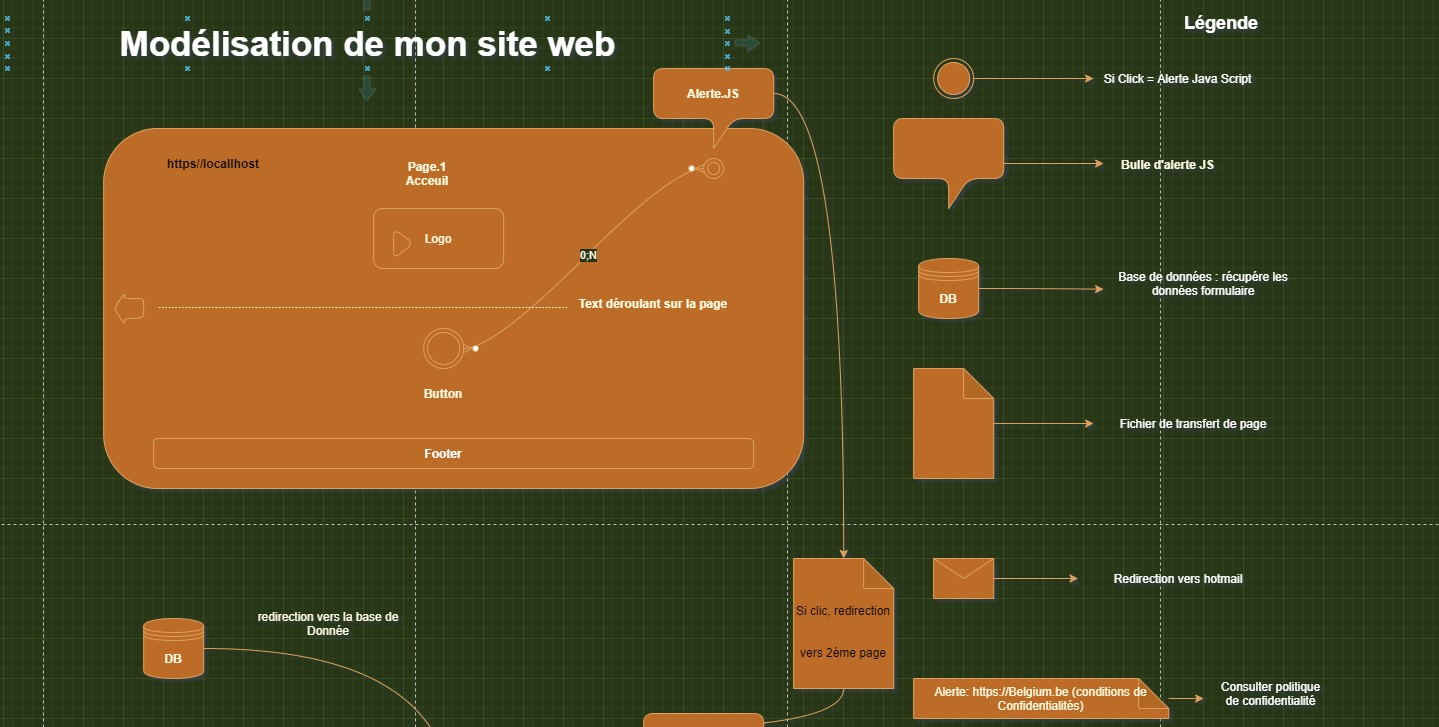 Modélisation de mon site web
Légende
Si Click = Alerte Java Script
Alerte.JS
https//locallhost
Page.1
Acceuil
Bulle d'alerte JS
Logo
0;N
Text déroulant sur la page
Base de données : récupére les
données formulaire
DB
Button
Fichier de transfert de page
Footer
Redirection vers hotmail
Si clic, redirection
vers 2éme page
redirection vers la base de
Donnée
DB
Alerte: https://Belgium.be (conditions de
Confidentialités)
Consulter politique
de confidentialité